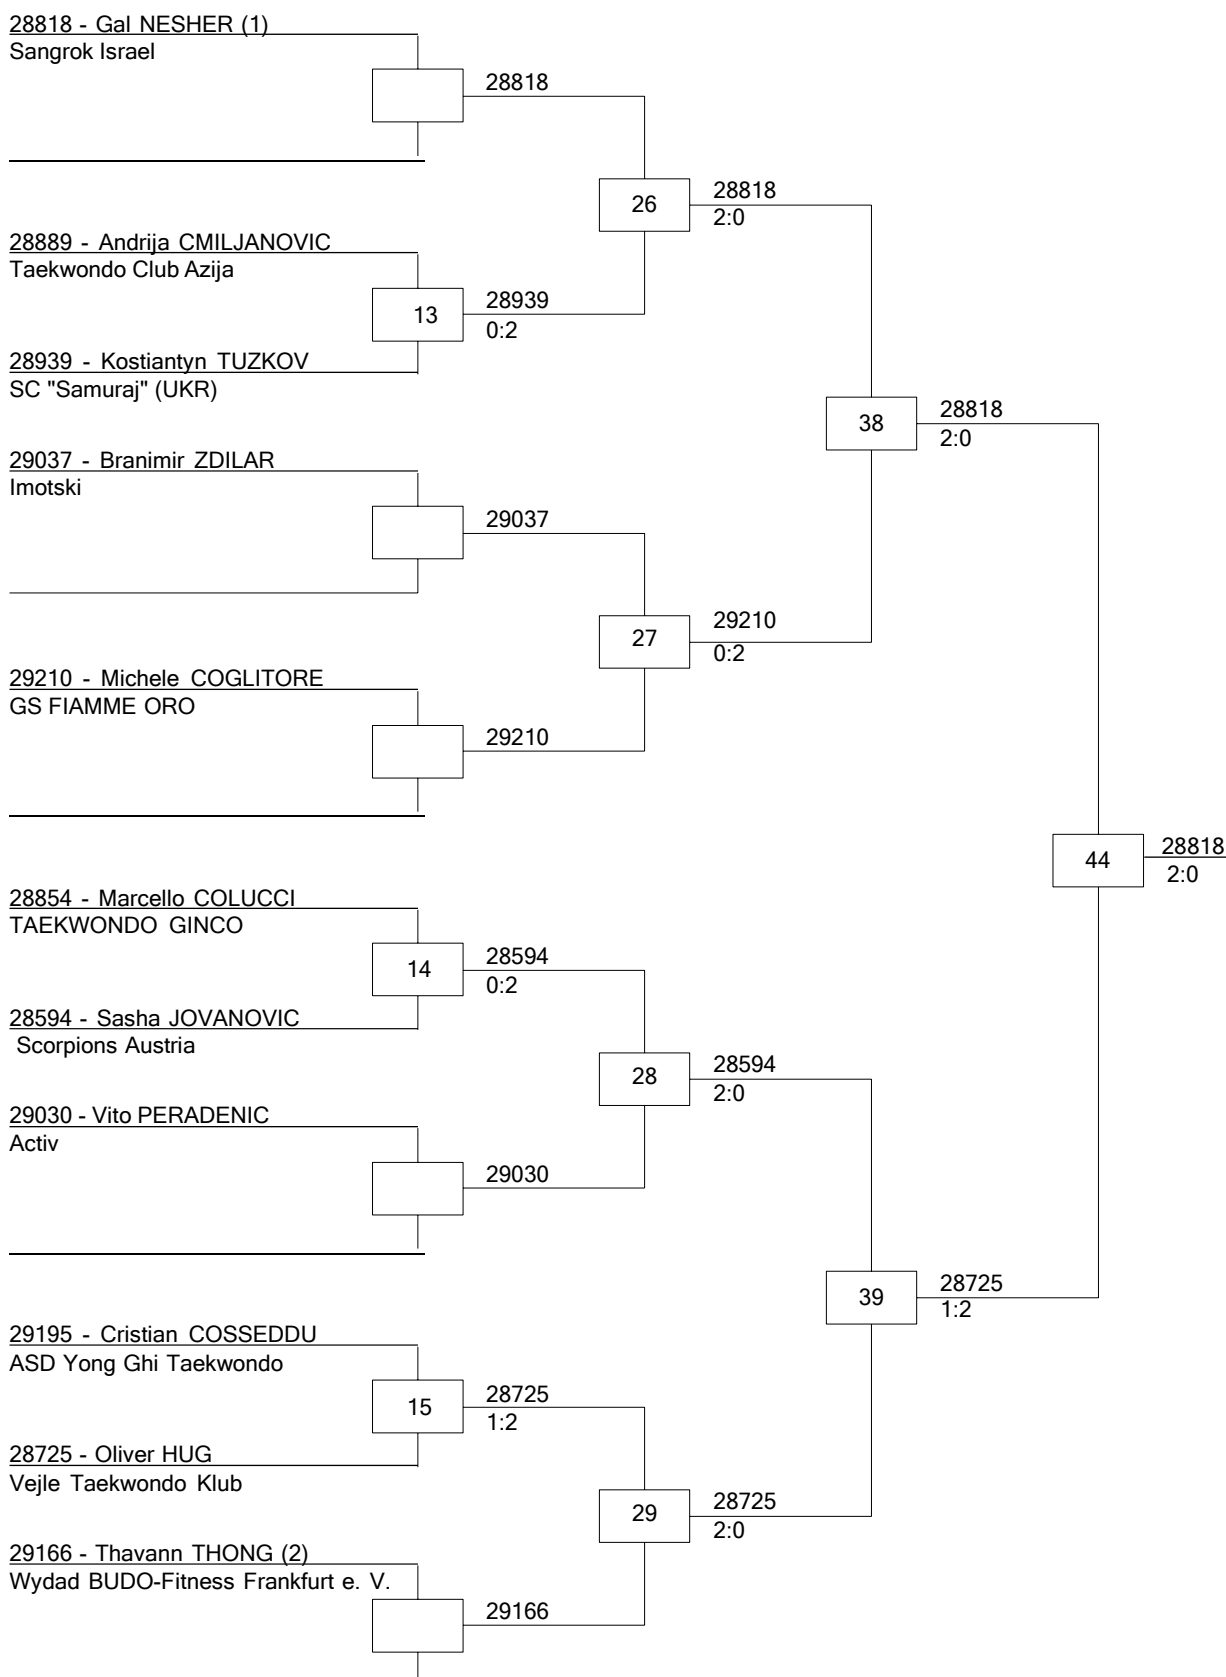 28818 - Gal NESHER (1)
Sangrok Israel
28818
26
28818
2:0
28889 - Andrija CMILJANOVIC
Taekwondo Club Azija
13
28939
0:2
28939 - Kostiantyn TUZKOV
SC "Samuraj" (UKR)
38
28818
2:0
29037 - Branimir ZDILAR
Imotski
29037
27
29210
0:2
29210 - Michele COGLITORE
GS FIAMME ORO
29210
44
28818
2:0
28854 - Marcello COLUCCI
TAEKWONDO GINCO
14
28594
0:2
28594 - Sasha JOVANOVIC
Scorpions Austria
28
28594
2:0
29030 - Vito PERADENIC
Activ
29030
39
28725
1:2
29195 - Cristian COSSEDDU
ASD Yong Ghi Taekwondo
15
28725
1:2
28725 - Oliver HUG
Vejle Taekwondo Klub
29
28725
2:0
29166 - Thavann THONG (2)
Wydad BUDO-Fitness Frankfurt e. V.
29166